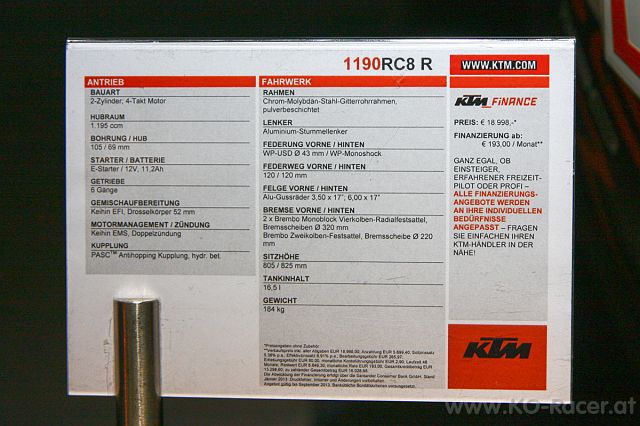 1190RC8 R
ANTRIEB
BAUART
2-Zylinder; 4-Takt Motor
HUBRAUM
1.195 ccm
BOHRUNG / HUB
105 / 69 mm
STARTER / BATTERIE
E-Starter / 12V, 11.2Ah
GETRIEBE
6 Gänge
GEMISCHAUFBEREITUNG
Keihin EFI, Drosselkörper 52 mm
MOTORMANAGEMENT / ZÜNDUNG
Keihin EMS, Doppelzündung
KUPPLUNG
PASC™ Antihopping Kupplung, hydr. bet.
FAHRWERK
RAHMEN
Chrom-Molybdän-Stahl-Gitterrohrrahmen,
pulverbeschichtet
LENKER
Aluminium-Stummellenker
FEDERUNG VORNE / HINTEN
WP-USD Ø 43 mm / WP-Monoshock
FEDERWEG VORNE / HINTEN
120 / 120 mm
FELGE VORNE / HINTEN
Alu-Gussräder 3,50 x 17"; 6,00 x 17"
BREMSE VORNE / HINTEN
2 x Brembo Monoblock Vierkolben-Radialfestsattel,
Bremsscheiben Ø 320 mm
Brembo Zweikolben-Festsattel, Bremsscheibe Ø 220
mm
SITZHÖHE
805 / 825 mm
TANKINHALT
16,5 l
GEWICHT
184 kg
*Preisangaben ohne Zubehör.
WWW.KTM.COM
KTM FINANCE
PREIS: € 18.998,-*
FINANZIERUNG ab:
€ 193,00 / Monat**
GANZ EGAL, OB
EINSTEIGER,
ERFAHRENER FREIZEIT-
PILOT ODER PROFI –
ALLE FINANZIERUNGS-
ANGEBOTE WERDEN
AN IHRE INDIVIDUELLEN
BEDÜRFNISSE
ANGEPASST – FRAGEN
SIE EINFACH IHREN
KTM-HÄNDLER IN DER
NÄHE!
KTM
www.KO-Racer.at